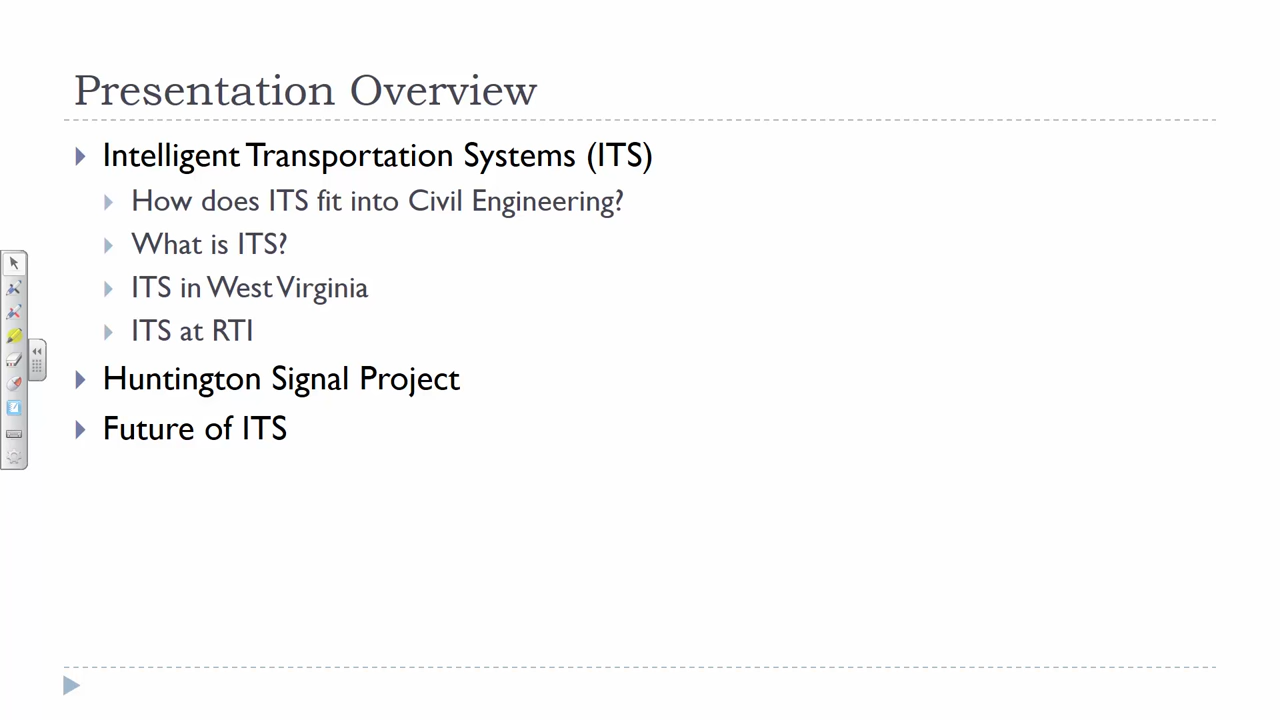 Presentation Overview
Intelligent Transportation Systems (ITS)
How does ITS fit into Civil Engineering?
What is ITS?
ITS in West Virginia
ITS at RTI
Huntington Signal Project
Future of ITS